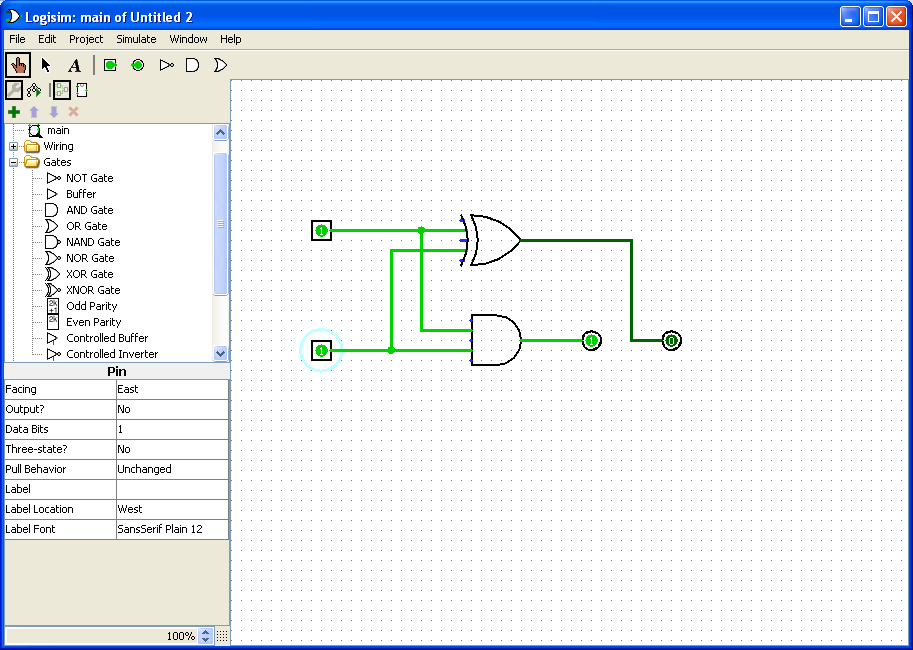 Logisim: main of Untitled 2
File Edit Project Simulate Window Help
A
main
Wiring
Gates
NOT Gate
Buffer
AND Gate
OR Gate
NAND Gate
NOR Gate
XOR Gate
XNOR Gate
Odd Parity
Even Parity
Controlled Buffer
Controlled Inverter
Pin
Facing East
Output? No
Data Bits 1
Three-state? No
Pull Behavior Unchanged
Label
Label Location West
Label Font SansSerif Plain 12
100%
1
1
1
0